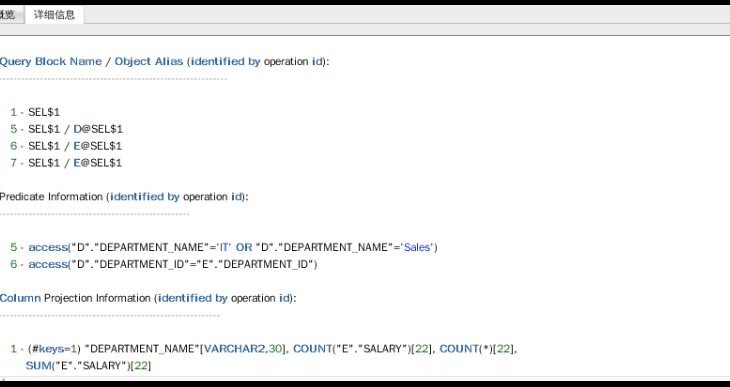 概览 详细信息
Query Block Name / Object Alias (identified by operation id):
-------------------------------------------------------------
1 - SEL$1
5 - SEL$1 / D@SEL$1
6 - SEL$1 / E@SEL$1
7 - SEL$1 / E@SEL$1
Predicate Information (identified by operation id):
---------------------------------------------------
5 - access("D"."DEPARTMENT_NAME"='IT' OR "D"."DEPARTMENT_NAME"='Sales')
6 - access("D"."DEPARTMENT_ID"="E"."DEPARTMENT_ID")
Column Projection Information (identified by operation id):
-----------------------------------------------------------
1 - (#keys=1) "DEPARTMENT_NAME"[VARCHAR2,30], COUNT("E"."SALARY")[22], COUNT(*)[22],
SUM("E"."SALARY")[22]